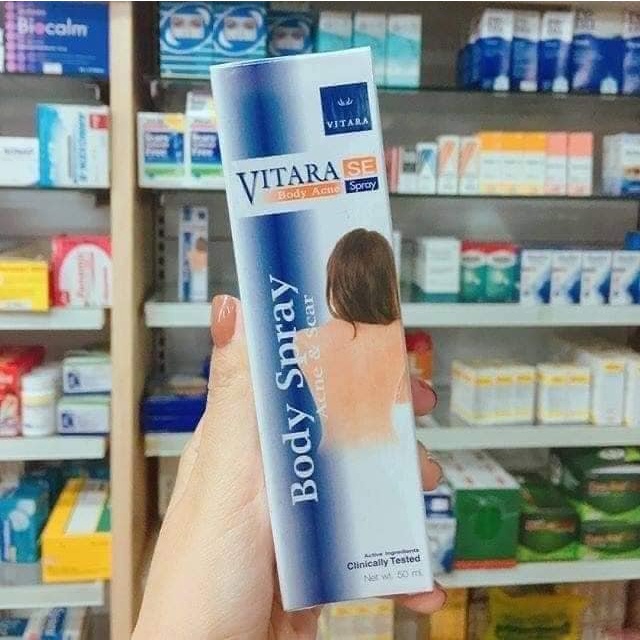 Biocalm
VITARA
VITARA SE
Body Acne Spray
Body Spray
Acne & Scar
Active Ingredients
Clinically Tested
Net wt. 50 ml.